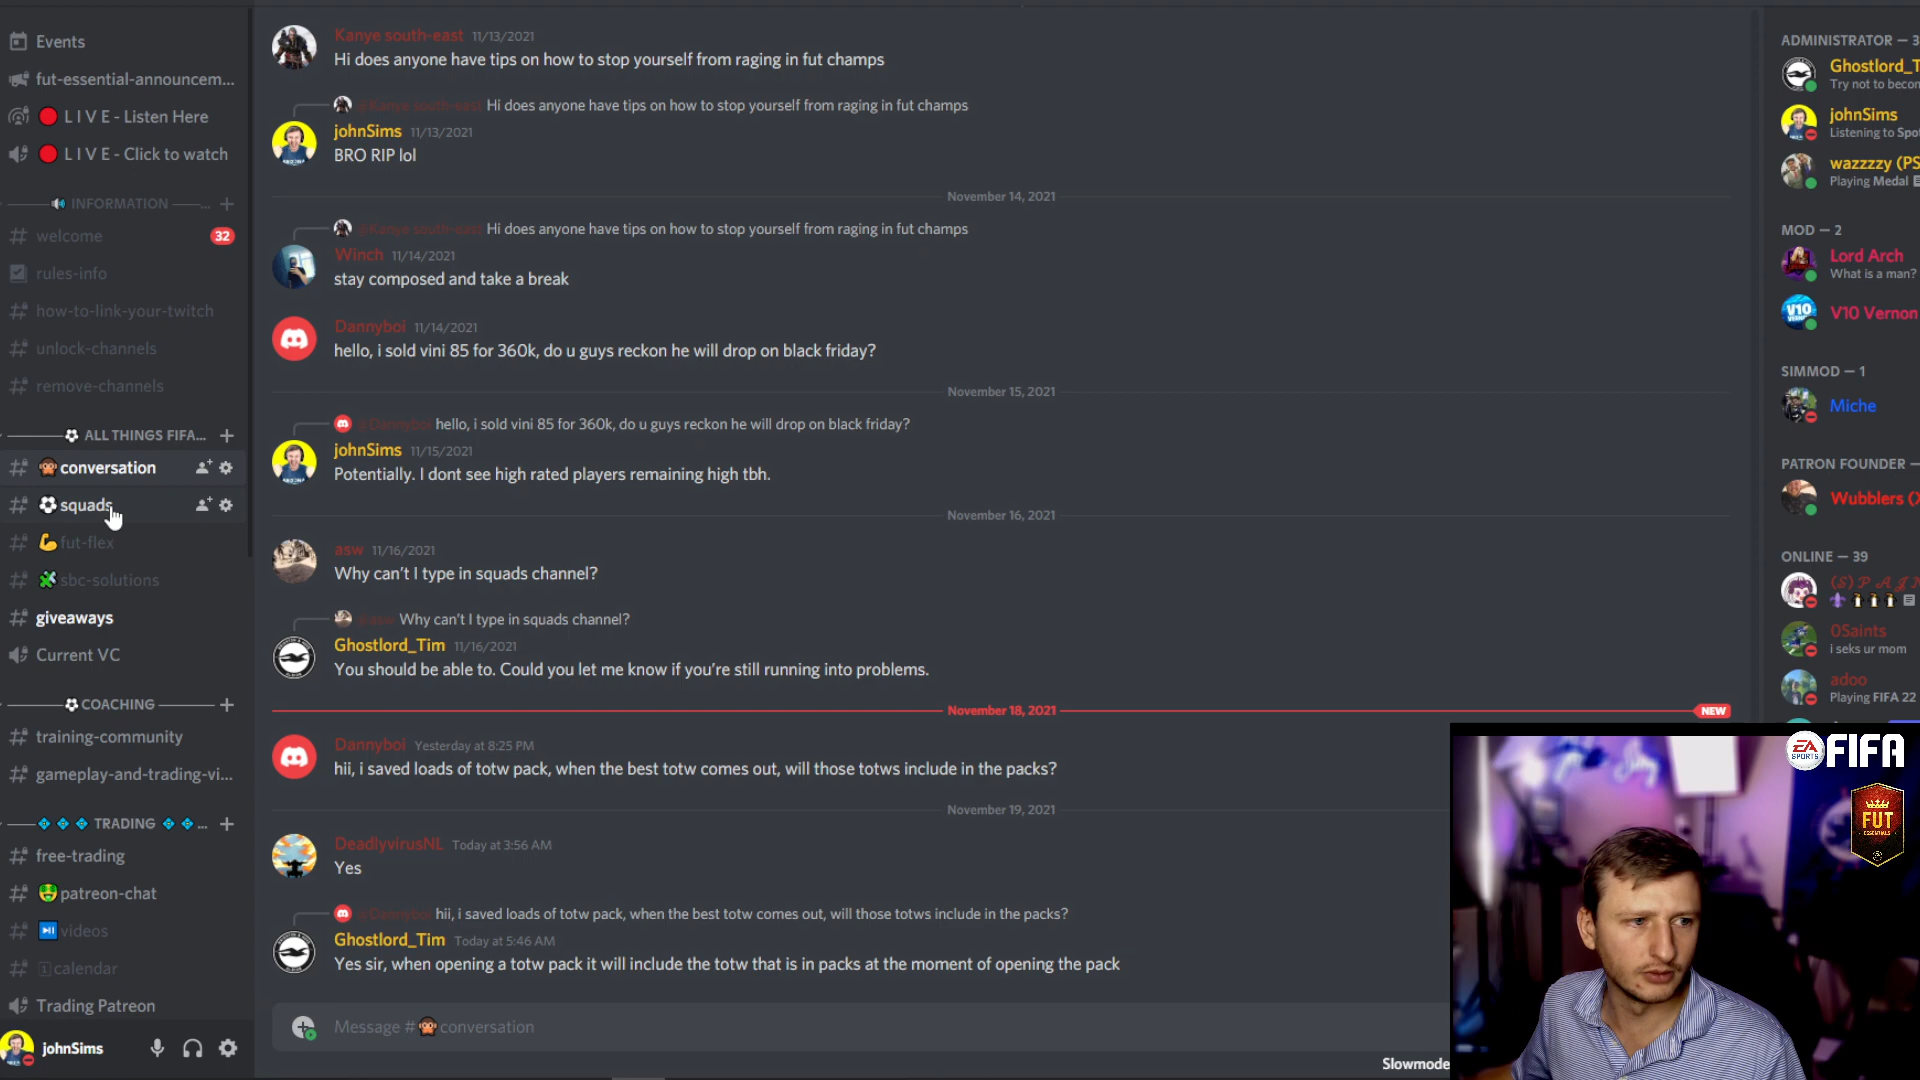 Events
fut-essential-announcem...
L I V E - Listen Here
L I V E - Click to watch
INFORMATION
...
welcome
32
rules-info
how-to-link-your-twitch
unlock-channels
remove-channels
ALL THINGS FIFA...
conversation
squads
fut-flex
sbc-solutions
giveaways
Current VC
COACHING
training-community
gameplay-and-trading-vi...
TRADING
...
free-trading
patreon-chat
videos
calendar
Trading Patreon
johnSims
Kanye south-east 11/13/2021
Hi does anyone have tips on how to stop yourself from raging in fut champs
@Kanye south-east Hi does anyone have tips on how to stop yourself from raging in fut champs
johnSims 11/13/2021
BRO RIP lol
November 14, 2021
@Kanye south-east Hi does anyone have tips on how to stop yourself from raging in fut champs
Winch 11/14/2021
stay composed and take a break
Dannyboi 11/14/2021
hello, i sold vini 85 for 360k, do u guys reckon he will drop on black friday?
November 15, 2021
@Dannyboi hello, i sold vini 85 for 360k, do u guys reckon he will drop on black friday?
johnSims 11/15/2021
Potentially. I dont see high rated players remaining high tbh.
November 16, 2021
asw 11/16/2021
Why can't I type in squads channel?
@asw Why can't I type in squads channel?
Ghostlord_Tim 11/16/2021
You should be able to. Could you let me know if you're still running into problems.
November 18, 2021
NEW
Dannyboi Yesterday at 8:25 PM
hii, i saved loads of totw pack, when the best totw comes out, will those totws include in the packs?
November 19, 2021
DeadlyvirusNL Today at 3:56 AM
Yes
@Dannyboi hii, i saved loads of totw pack, when the best totw comes out, will those totws include in the packs?
Ghostlord_Tim Today at 5:46 AM
Yes sir, when opening a totw pack it will include the totw that is in packs at the moment of opening the pack
Message # conversation
Slowmode
ADMINISTRATOR — 3
Ghostlord_T
Try not to becon
johnSims
Listening to Spot
wazzzzy (PS
Playing Medal
MOD — 2
Lord Arch
What is a man?
V10 Vernon
SIMMOD — 1
Miche
PATRON FOUNDER —
Wubblers (X
ONLINE — 39
0Saints
i seks ur mom
adoo
Playing FIFA 22
EA SPORTS FIFA
FUT
ESSENTIALS
V10